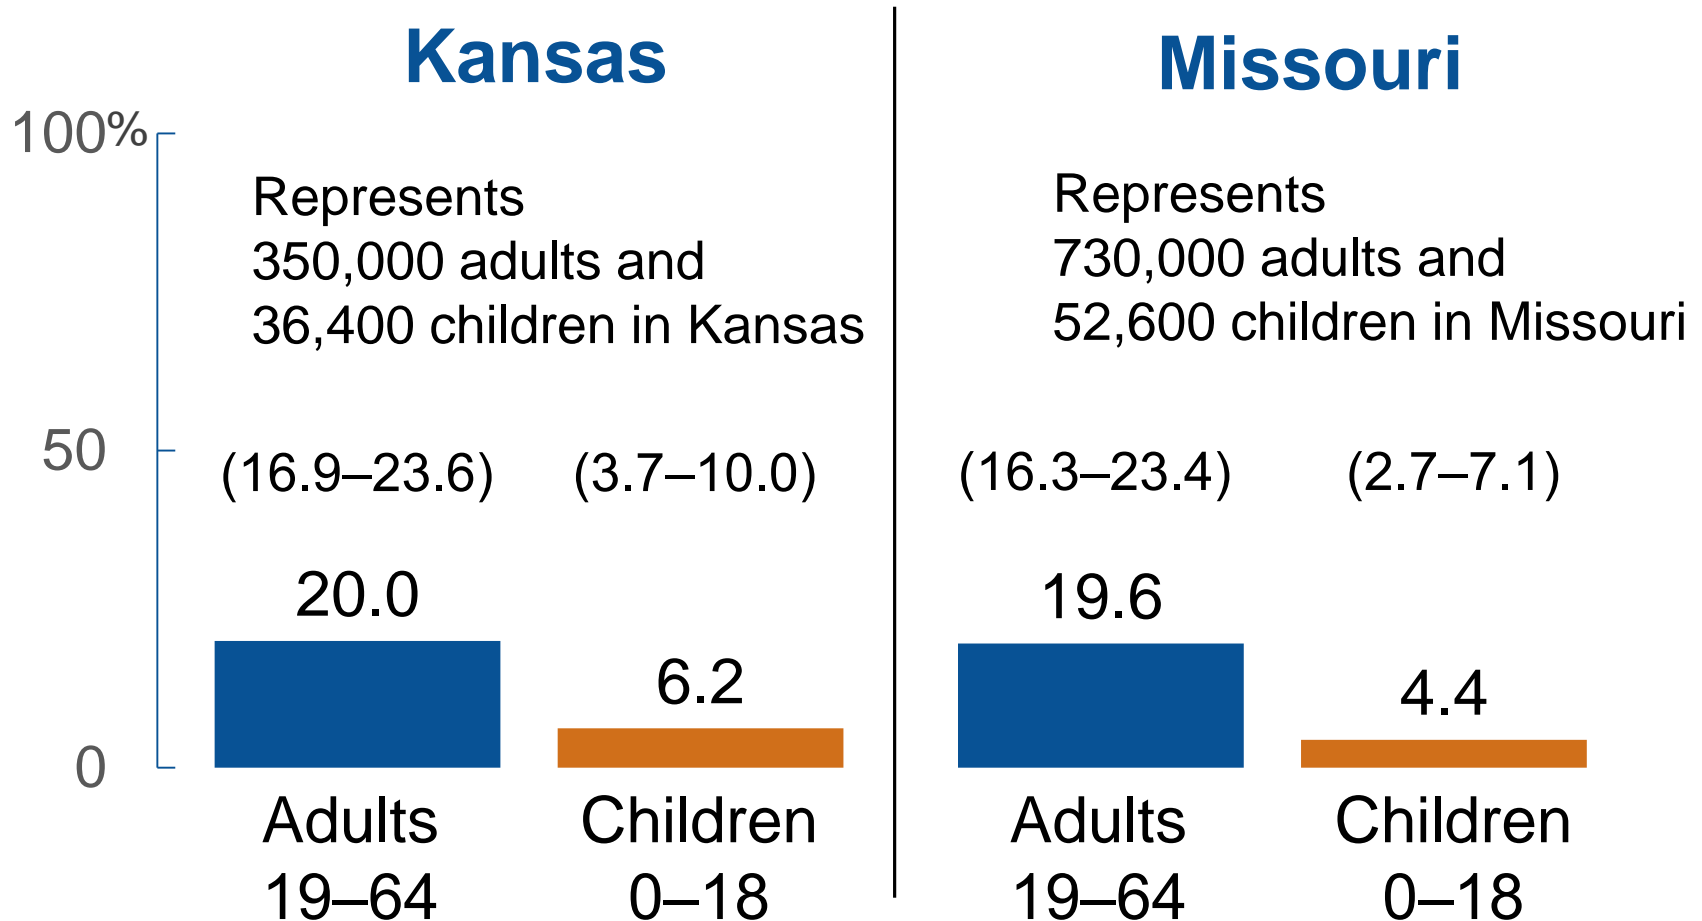 Kansas
Missouri
100%
Represents
350,000 adults and
36,400 children in Kansas
Represents
730,000 adults and
52,600 children in Missouri
50
(16.9–23.6)
(3.7–10.0)
(16.3–23.4)
(2.7–7.1)
20.0
6.2
19.6
4.4
0
Adults
19–64
Children
0–18
Adults
19–64
Children
0–18